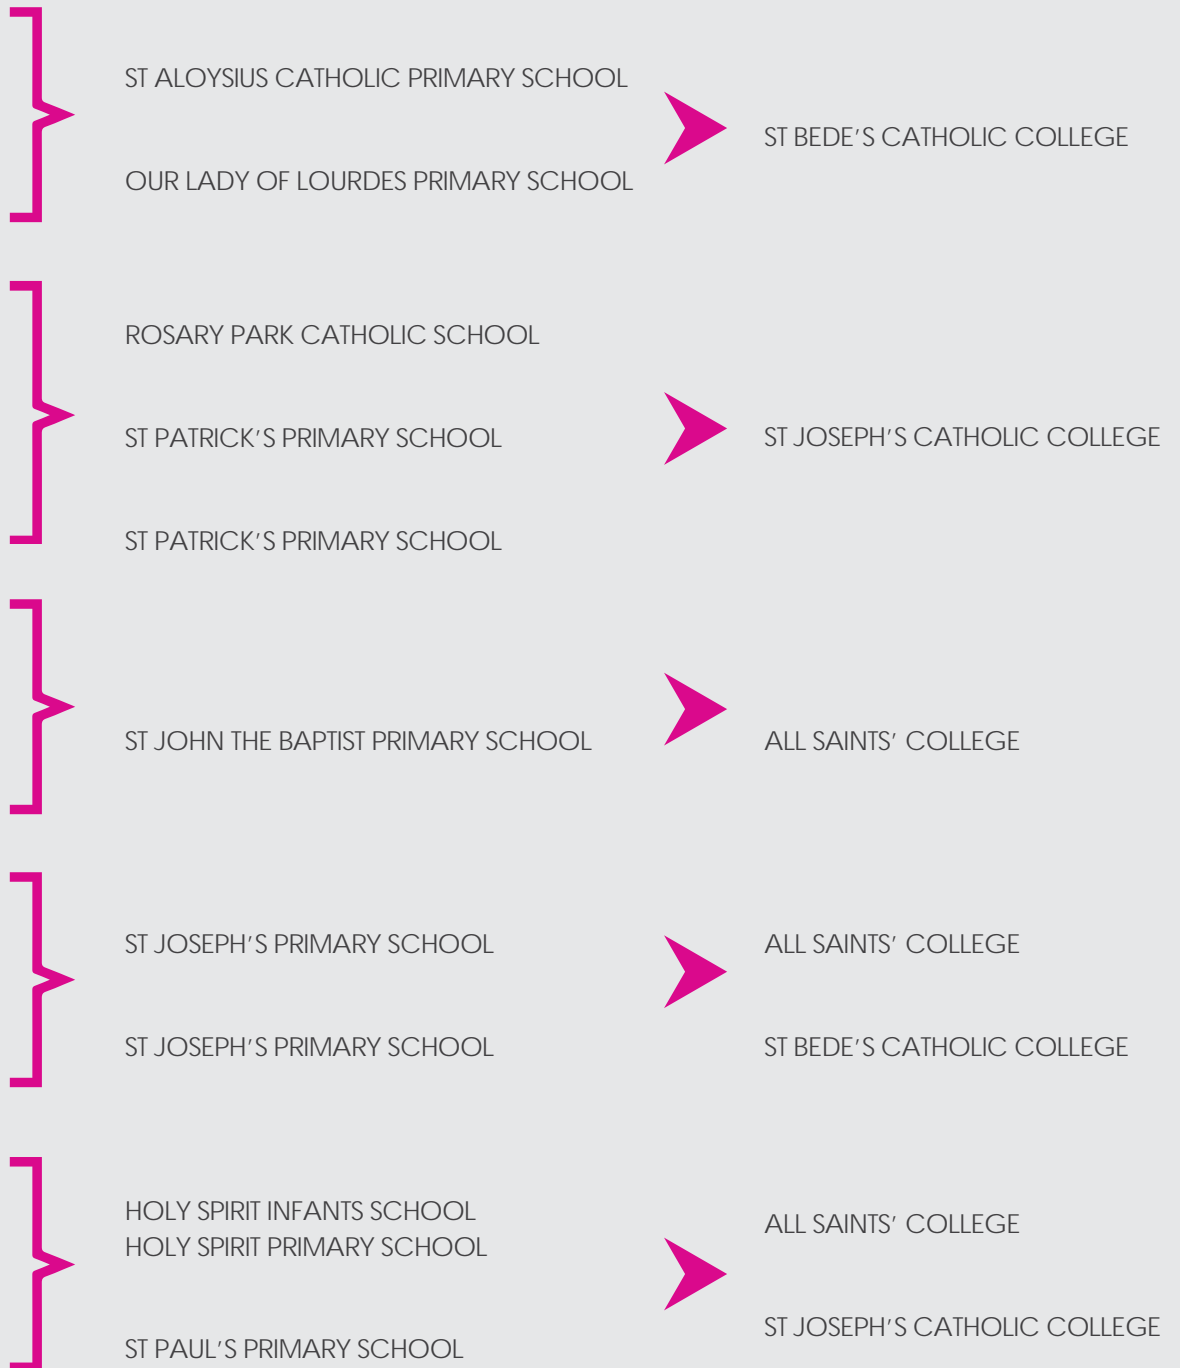 ST ALOYSIUS CATHOLIC PRIMARY SCHOOL
OUR LADY OF LOURDES PRIMARY SCHOOL
ST BEDE’S CATHOLIC COLLEGE
ROSARY PARK CATHOLIC SCHOOL
ST PATRICK’S PRIMARY SCHOOL
ST PATRICK’S PRIMARY SCHOOL
ST JOSEPH’S CATHOLIC COLLEGE
ST JOHN THE BAPTIST PRIMARY SCHOOL
ALL SAINTS’ COLLEGE
ST JOSEPH’S PRIMARY SCHOOL
ST JOSEPH’S PRIMARY SCHOOL
ALL SAINTS’ COLLEGE
ST BEDE’S CATHOLIC COLLEGE
HOLY SPIRIT INFANTS SCHOOL
HOLY SPIRIT PRIMARY SCHOOL
ST PAUL’S PRIMARY SCHOOL
ALL SAINTS’ COLLEGE
ST JOSEPH’S CATHOLIC COLLEGE